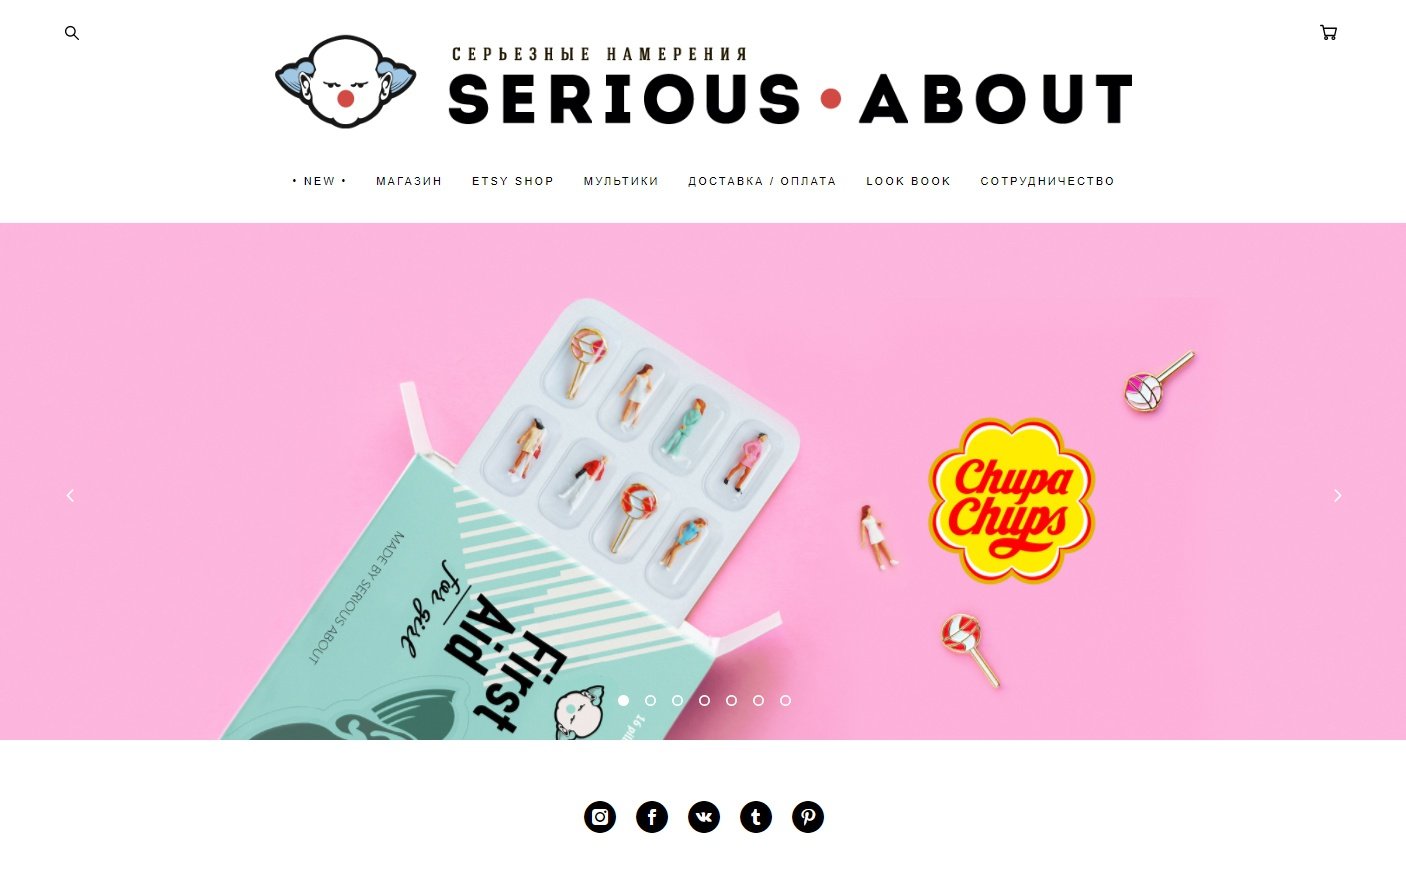 СЕРЬЕЗНЫЕ НАМЕРЕНИЯ
SERIOUS • ABOUT
• NEW •
МАГАЗИН
ETSY SHOP
МУЛЬТИКИ
ДОСТАВКА / ОПЛАТА
LOOK BOOK
СОТРУДНИЧЕСТВО
Chupa
Chups
MADE BY SERIOUS ABOUT
for girl
First
Aid
16